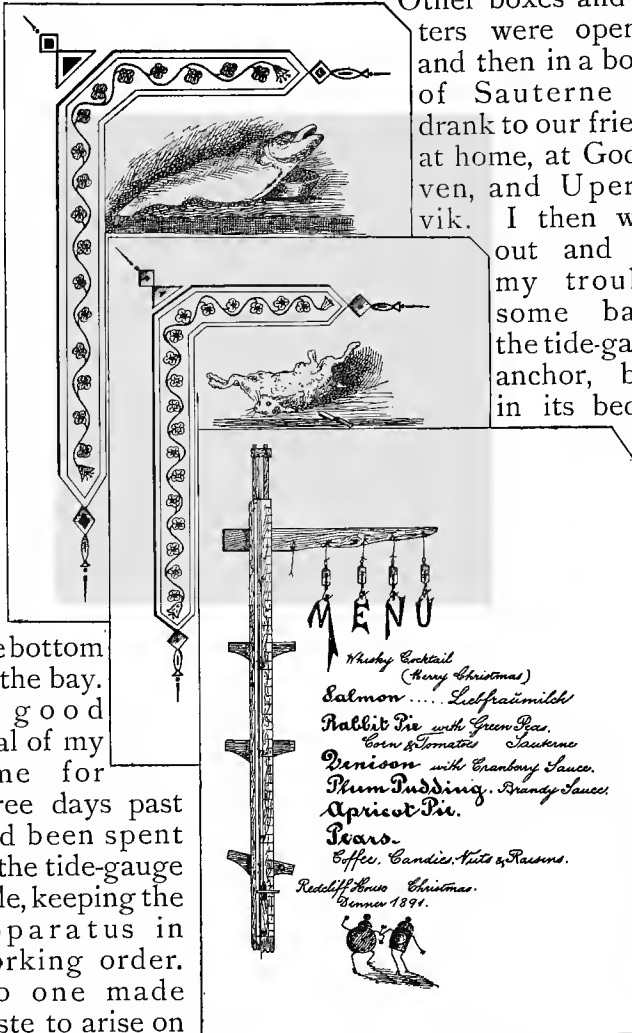 Other boxes and
ters were open
and then in a bo
of Sauterne
drank to our frie
at home, at God
ven, and Uper
vik. I then w
out and
my troul
some ba
the tide-ga
anchor, b
in its bed
e bottom
the bay.
good
al of my
me for
ree days past
d been spent
the tide-gauge
le, keeping the
paratus in
rking order.
o one made
ste to arise on
MENU
Whisky Cocktail
(Merry Christmas)
Salmon ..... Liebfraümilch
Rabbit Pie with Green Peas.
Corn & Tomatoes Sauterne
Venison with Cranberry Sauce.
Plum Pudding. Brandy Sauce.
Apricot Pie.
Pears.
Coffee. Candies, Nuts & Raisins.
Redcliff House Christmas.
Dinner 1891.